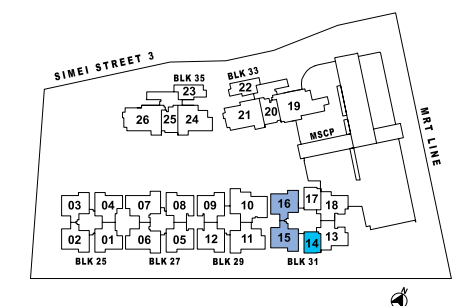 SIMEI STREET 3
BLK 35
BLK 33
23
22
26 25 24
21 20 19
MSCP
MRT LINE
03 04 07 08 09 10 16 17 18
02 01 06 05 12 11 15 14 13
BLK 25 BLK 27 BLK 29 BLK 31